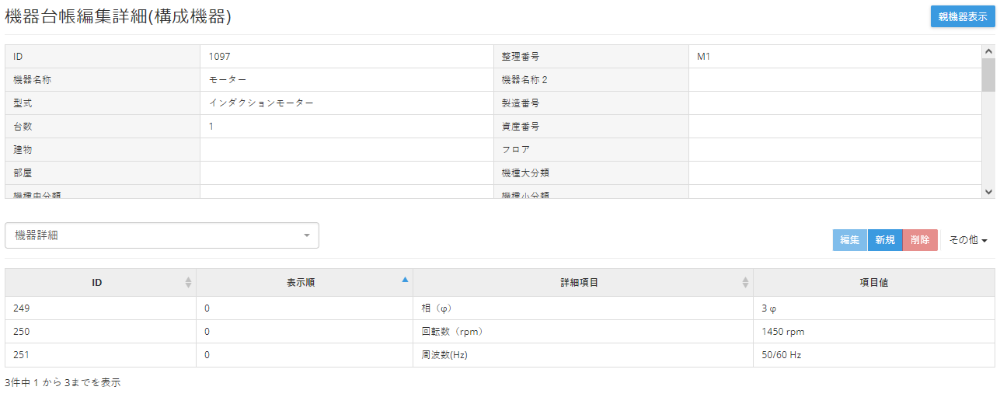 機器台帳編集詳細(構成機器)
親機器表示
ID 1097 整理番号 M1
機器名称 モーター 機器名称 2
型式 インダクションモーター 製造番号
台数 1 資産番号
建物 フロア
部屋 機種大分類
機種中分類 機種小分類
機器詳細
編集 新規 削除 その他
ID 表示順 詳細項目 項目値
249 0 相（φ） 3 φ
250 0 回転数（rpm） 1450 rpm
251 0 周波数(Hz) 50/60 Hz
3件中 1 から 3までを表示